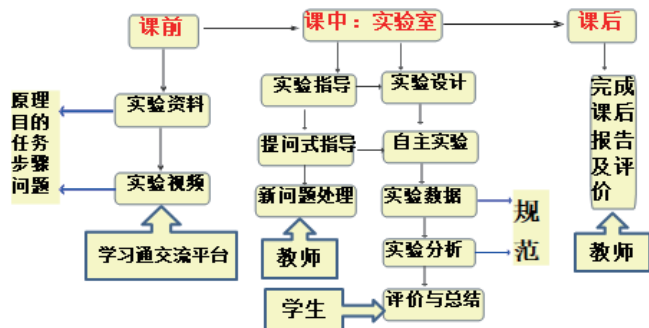 课前
课中：实验室
课后
实验资料
实验视频
原理
目的
任务
步骤
问题
学习通交流平台
实验指导
实验设计
提问式指导
自主实验
新问题处理
实验数据
实验分析
评价与总结
规
范
教师
学生
完成
课后
报告
及评
价
教师